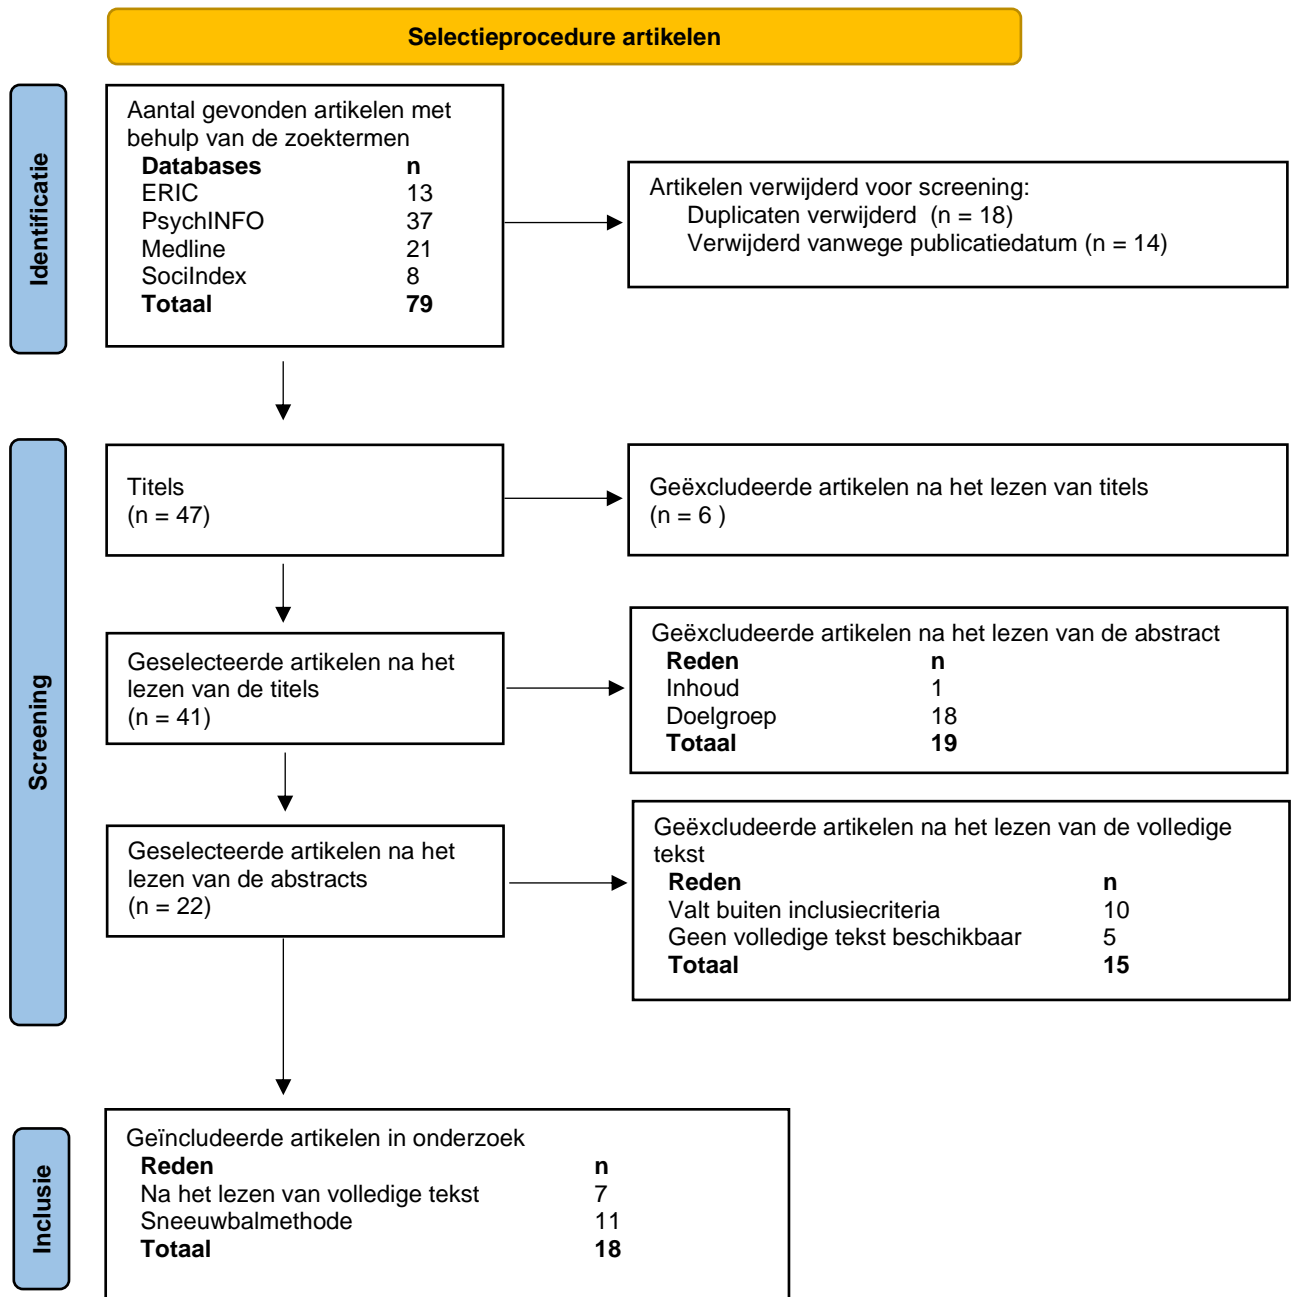 Selectieprocedure artikelen
Identificatie
Aantal gevonden artikelen met
behulp van de zoektermen
Databases n
ERIC 13
PsychINFO 37
Medline 21
SociIndex 8
Totaal 79
Artikelen verwijderd voor screening:
Duplicaten verwijderd (n = 18)
Verwijderd vanwege publicatiedatum (n = 14)
Screening
Titels
(n = 47)
Geëxcludeerde artikelen na het lezen van titels
(n = 6 )
Geselecteerde artikelen na het
lezen van de titels
(n = 41)
Geëxcludeerde artikelen na het lezen van de abstract
Reden n
Inhoud 1
Doelgroep 18
Totaal 19
Geselecteerde artikelen na het
lezen van de abstracts
(n = 22)
Geëxcludeerde artikelen na het lezen van de volledige
tekst
Reden n
Valt buiten inclusiecriteria 10
Geen volledige tekst beschikbaar 5
Totaal 15
Inclusie
Geïncludeerde artikelen in onderzoek
Reden n
Na het lezen van volledige tekst 7
Sneeuwbalmethode 11
Totaal 18